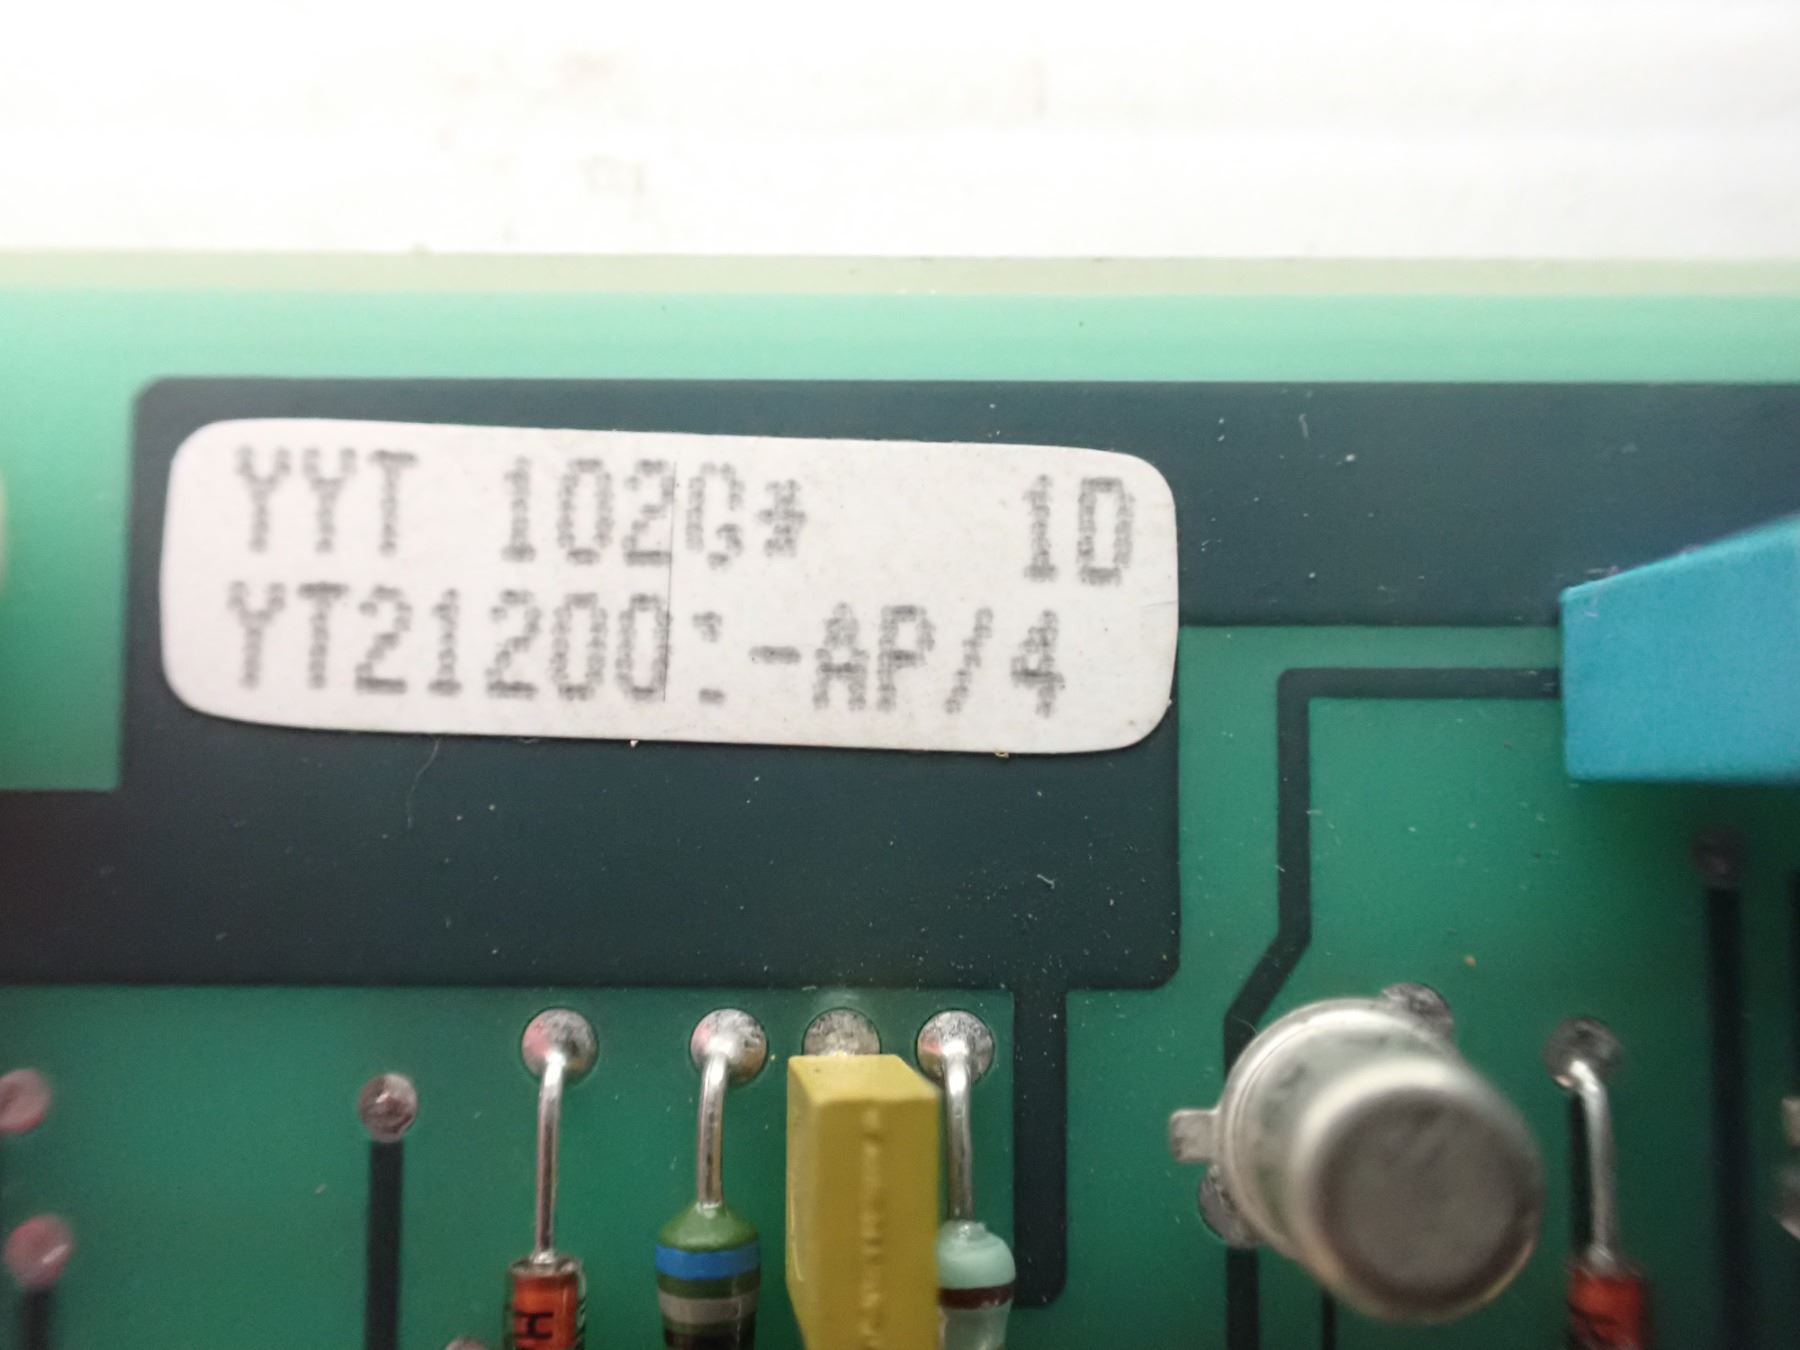 YYT 102C* 1D
YT21200:-AP/4
H